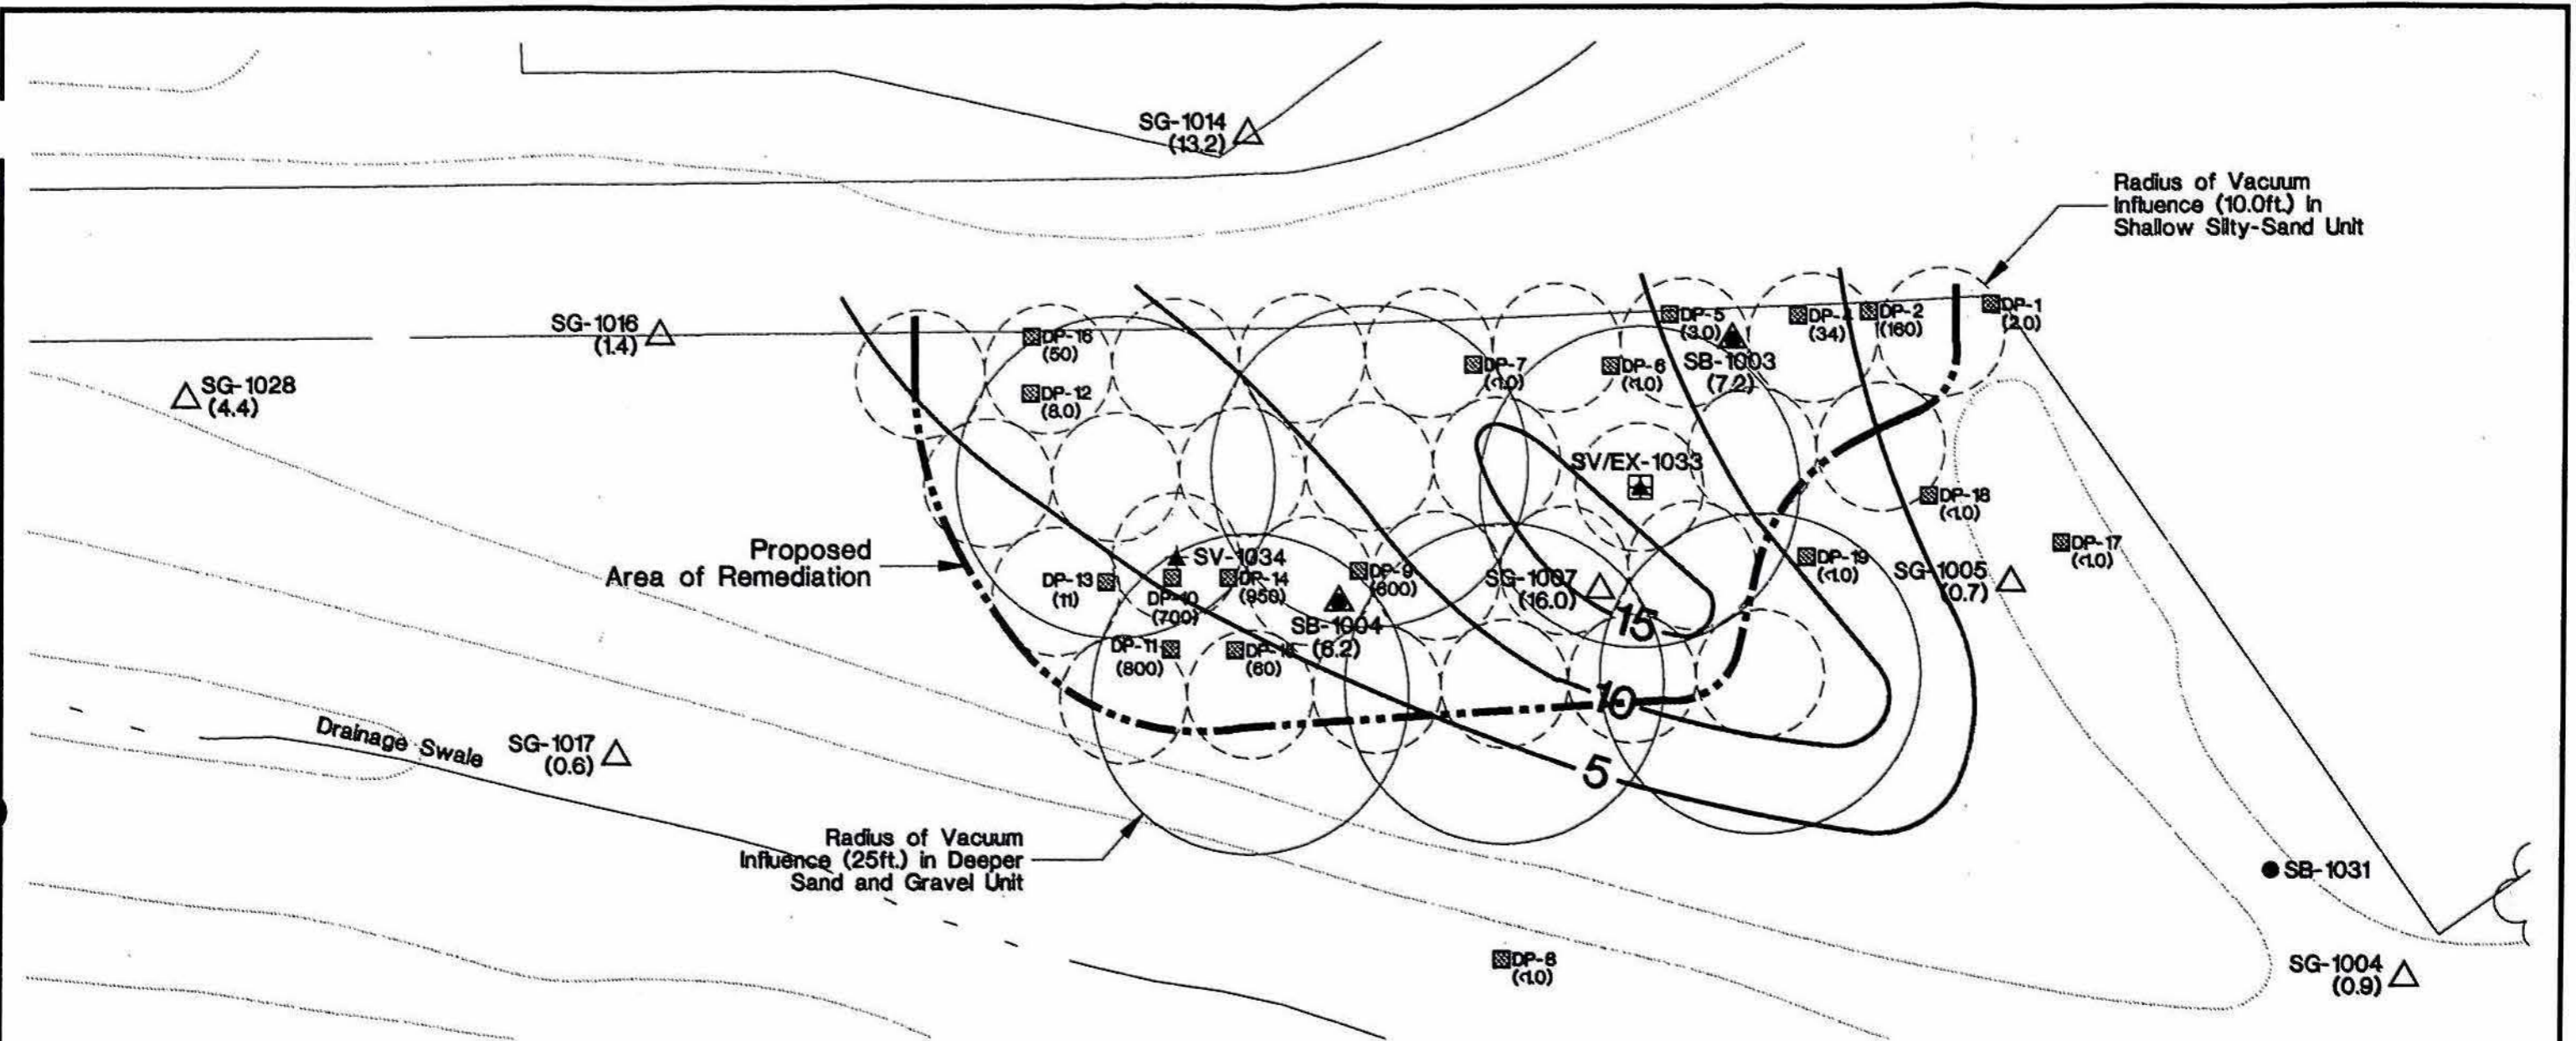 SG-1014
(13.2)
Radius of Vacuum
Influence (10.0ft.) in
Shallow Silty-Sand Unit
SG-1016
(1.4)
SG-1028
(4.4)
DP-16
(50)
DP-12
(8.0)
DP-7
(<1.0)
DP-6
(<1.0)
DP-5
(3.0)
SB-1003
(7.2)
DP-4
(34)
DP-2
(160)
DP-1
(2.0)
SV/EX-1033
DP-18
(<1.0)
DP-17
(<1.0)
DP-19
(<1.0)
SG-1005
(0.7)
SG-1007
(16.0)
15
Proposed
Area of Remediation
SV-1034
DP-13
(11)
DP-10
(700)
DP-14
(950)
DP-9
(600)
SB-1004
(6.2)
DP-11
(800)
(60)
10
5
Drainage Swale
SG-1017
(0.6)
Radius of Vacuum
Influence (25ft.) in Deeper
Sand and Gravel Unit
SB-1031
DP-8
(<1.0)
SG-1004
(0.9)